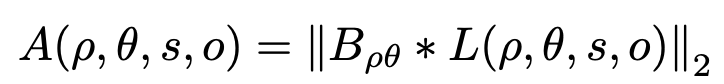 A(ρ, θ, s, o) = ‖B_{ρθ} * L(ρ, θ, s, o)‖₂